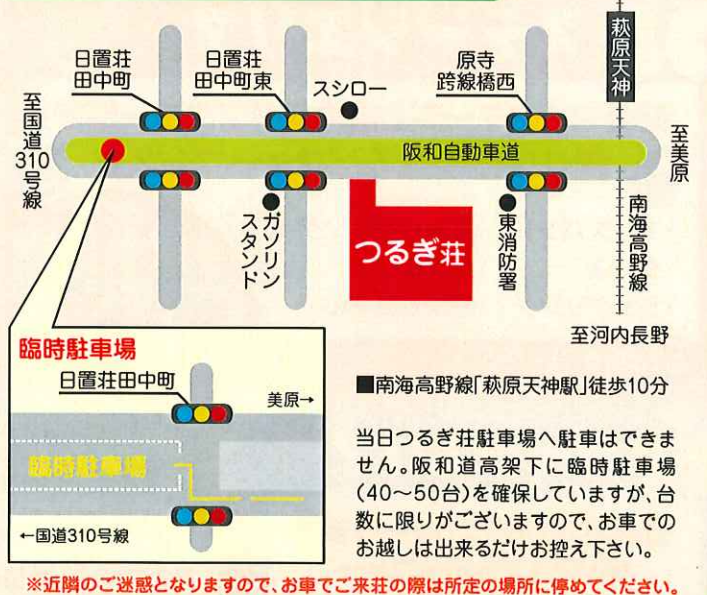 萩原天神
日置荘
田中町
日置荘
田中町東
スシロー
原寺
跨線橋西
至国道310号線
阪和自動車道
至美原
ガソリン
スタンド
つるぎ荘
東消防署
南海高野線
至河内長野
臨時駐車場
日置荘田中町
美原→
臨時駐車場
←国道310号線
■南海高野線「萩原天神駅」徒歩10分
当日つるぎ荘駐車場へ駐車はできま
せん。阪和道高架下に臨時駐車場
(40〜50台)を確保していますが、台
数に限りがございますので、お車での
お越しは出来るだけお控え下さい。
※近隣のご迷惑となりますので、お車でご来荘の際は所定の場所に停めてください。